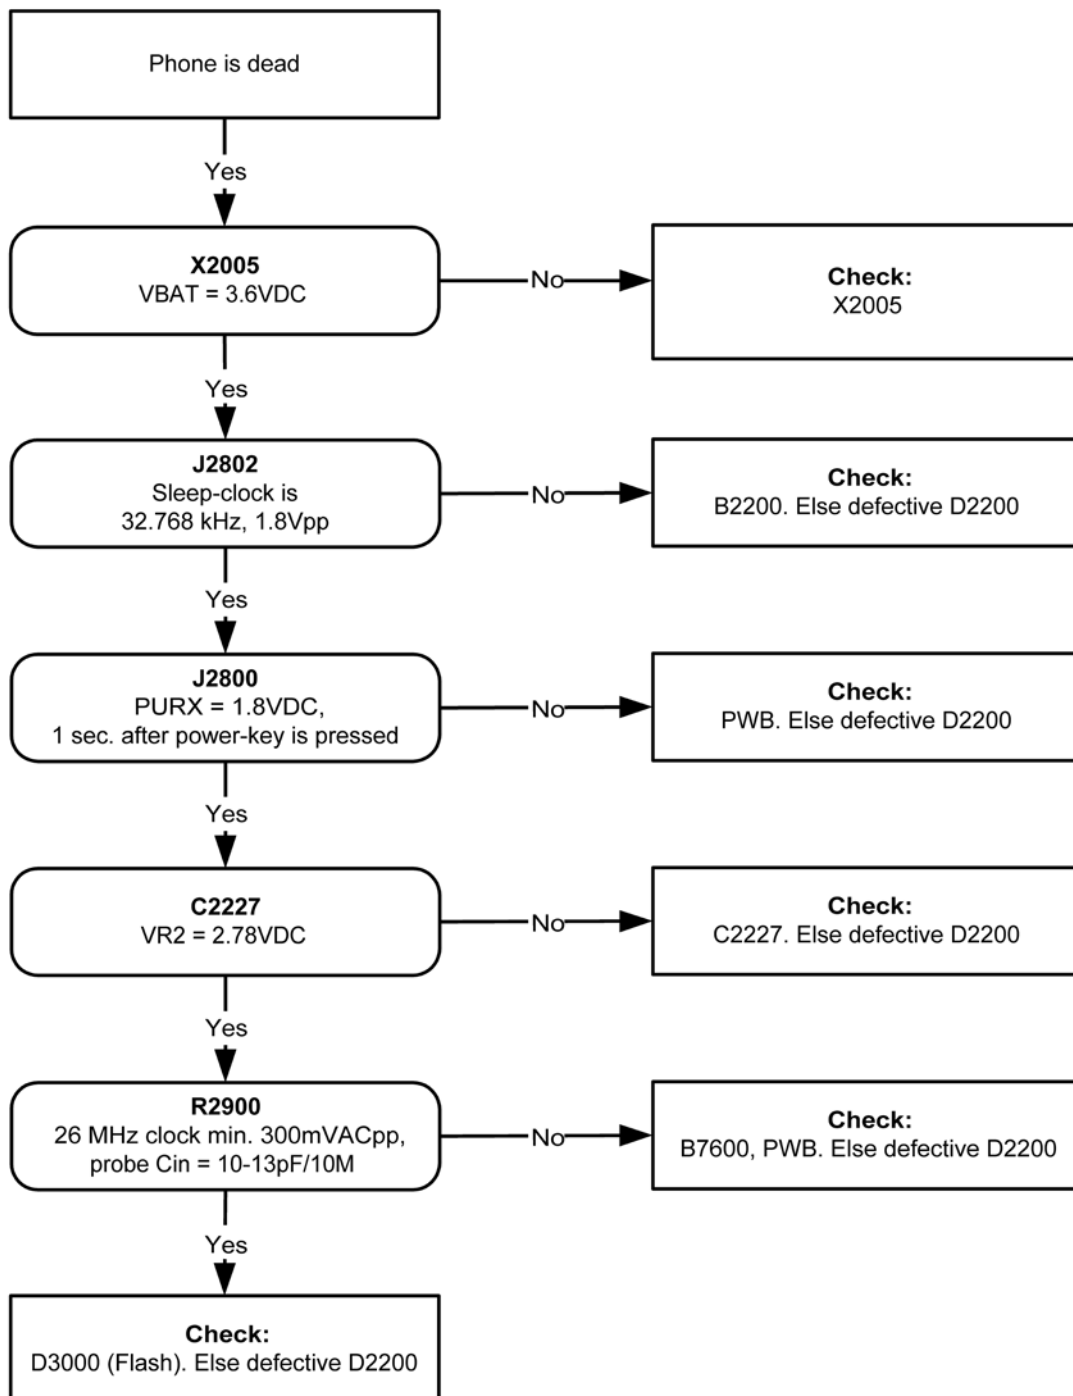 Phone is dead
Yes
X2005
VBAT = 3.6VDC
No
Check:
X2005
Yes
J2802
Sleep-clock is
32.768 kHz, 1.8Vpp
No
Check:
B2200. Else defective D2200
Yes
J2800
PURX = 1.8VDC,
1 sec. after power-key is pressed
No
Check:
PWB. Else defective D2200
Yes
C2227
VR2 = 2.78VDC
No
Check:
C2227. Else defective D2200
Yes
R2900
26 MHz clock min. 300mVACpp,
probe Cin = 10-13pF/10M
No
Check:
B7600, PWB. Else defective D2200
Yes
Check:
D3000 (Flash). Else defective D2200